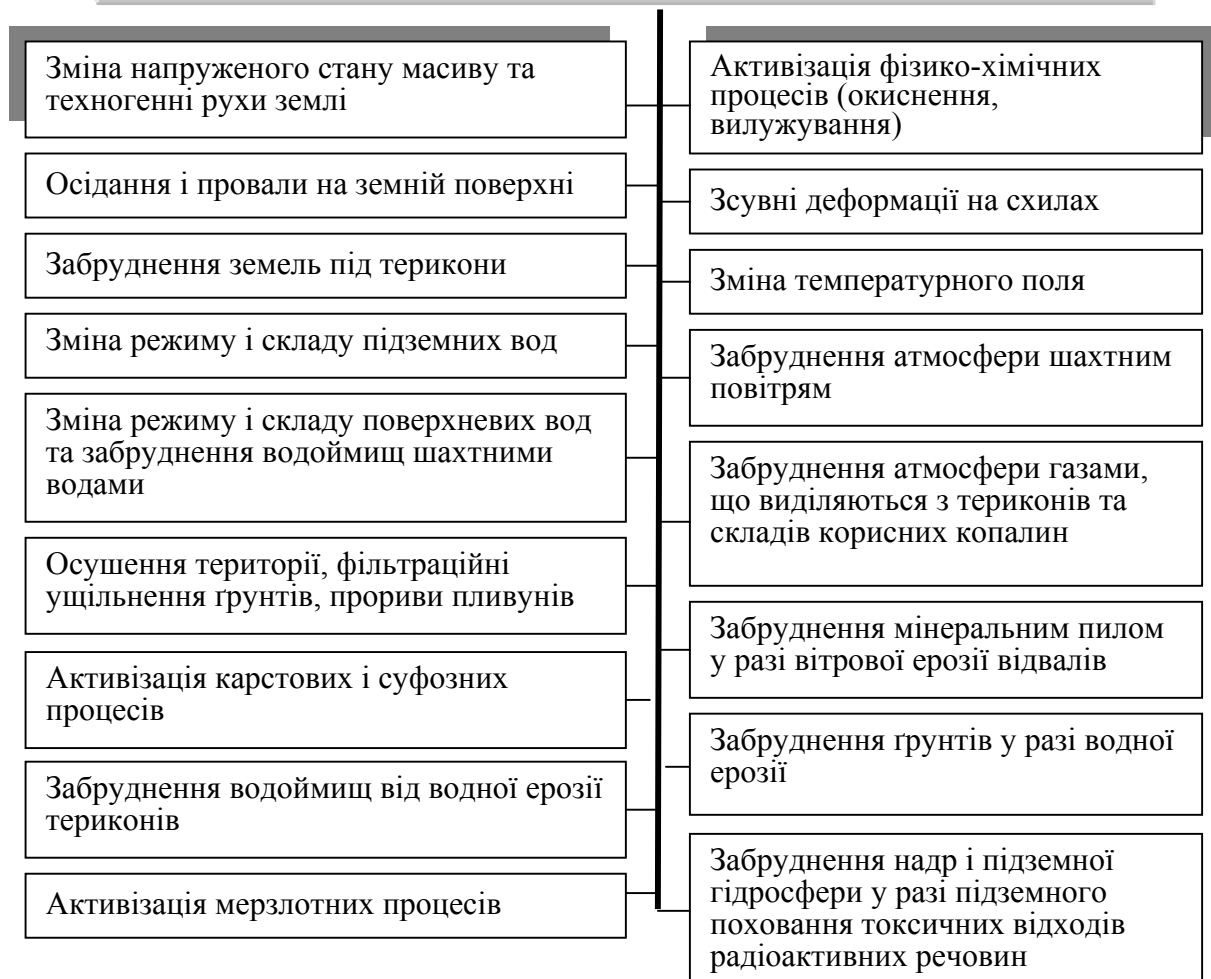 Зміна напруженого стану масиву та
техногенні рухи землі
Осідання і провали на земній поверхні
Забруднення земель під терикони
Зміна режиму і складу підземних вод
Зміна режиму і складу поверхневих вод
та забруднення водоймищ шахтними
водами
Осушення території, фільтраційні
ущільнення ґрунтів, прориви пливунів
Активізація карстових і суфозних
процесів
Забруднення водоймищ від водної ерозії
териконів
Активізація мерзлотних процесів
Активізація фізико-хімічних
процесів (окиснення,
вилужування)
Зсувні деформації на схилах
Зміна температурного поля
Забруднення атмосфери шахтним
повітрям
Забруднення атмосфери газами,
що виділяються з териконів та
складів корисних копалин
Забруднення мінеральним пилом
у разі вітрової ерозії відвалів
Забруднення ґрунтів у разі водної
ерозії
Забруднення надр і підземної
гідросфери у разі підземного
поховання токсичних відходів
радіоактивних речовин